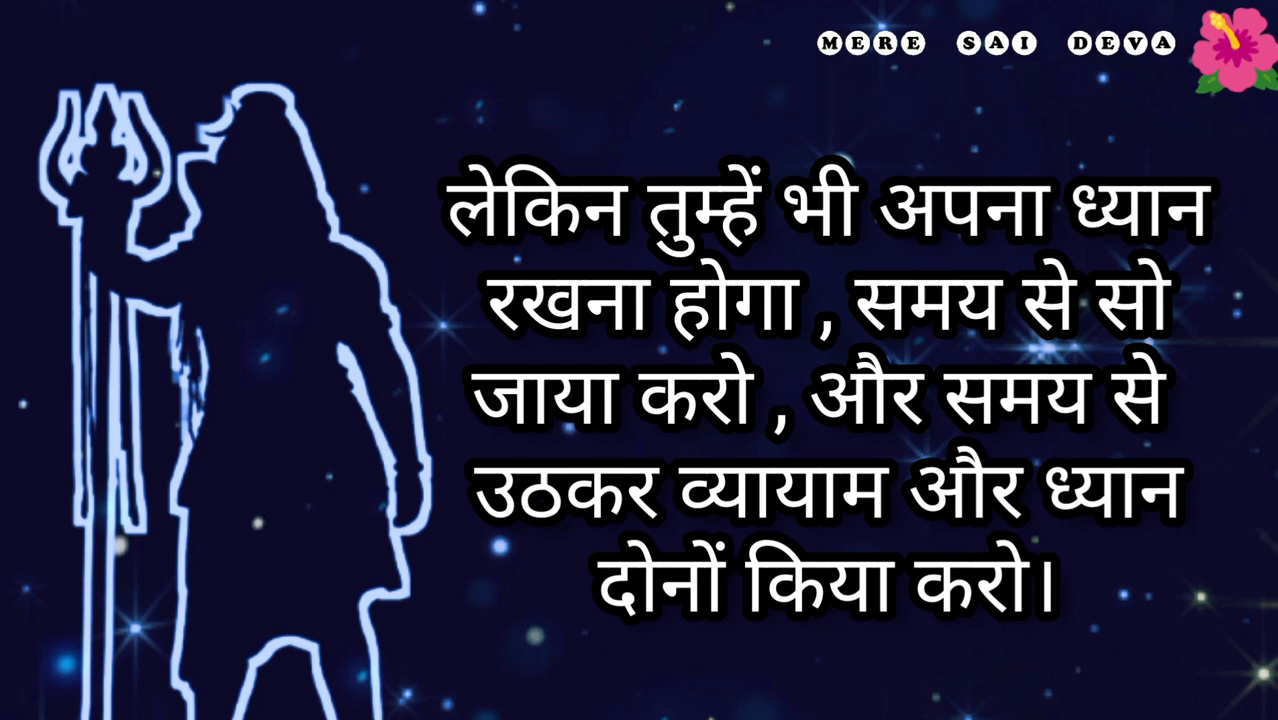 MERE SAI DEVA
लेकिन तुम्हें भी अपना ध्यान
रखना होगा , समय से सो
जाया करो , और समय से
उठकर व्यायाम और ध्यान
दोनों किया करो।